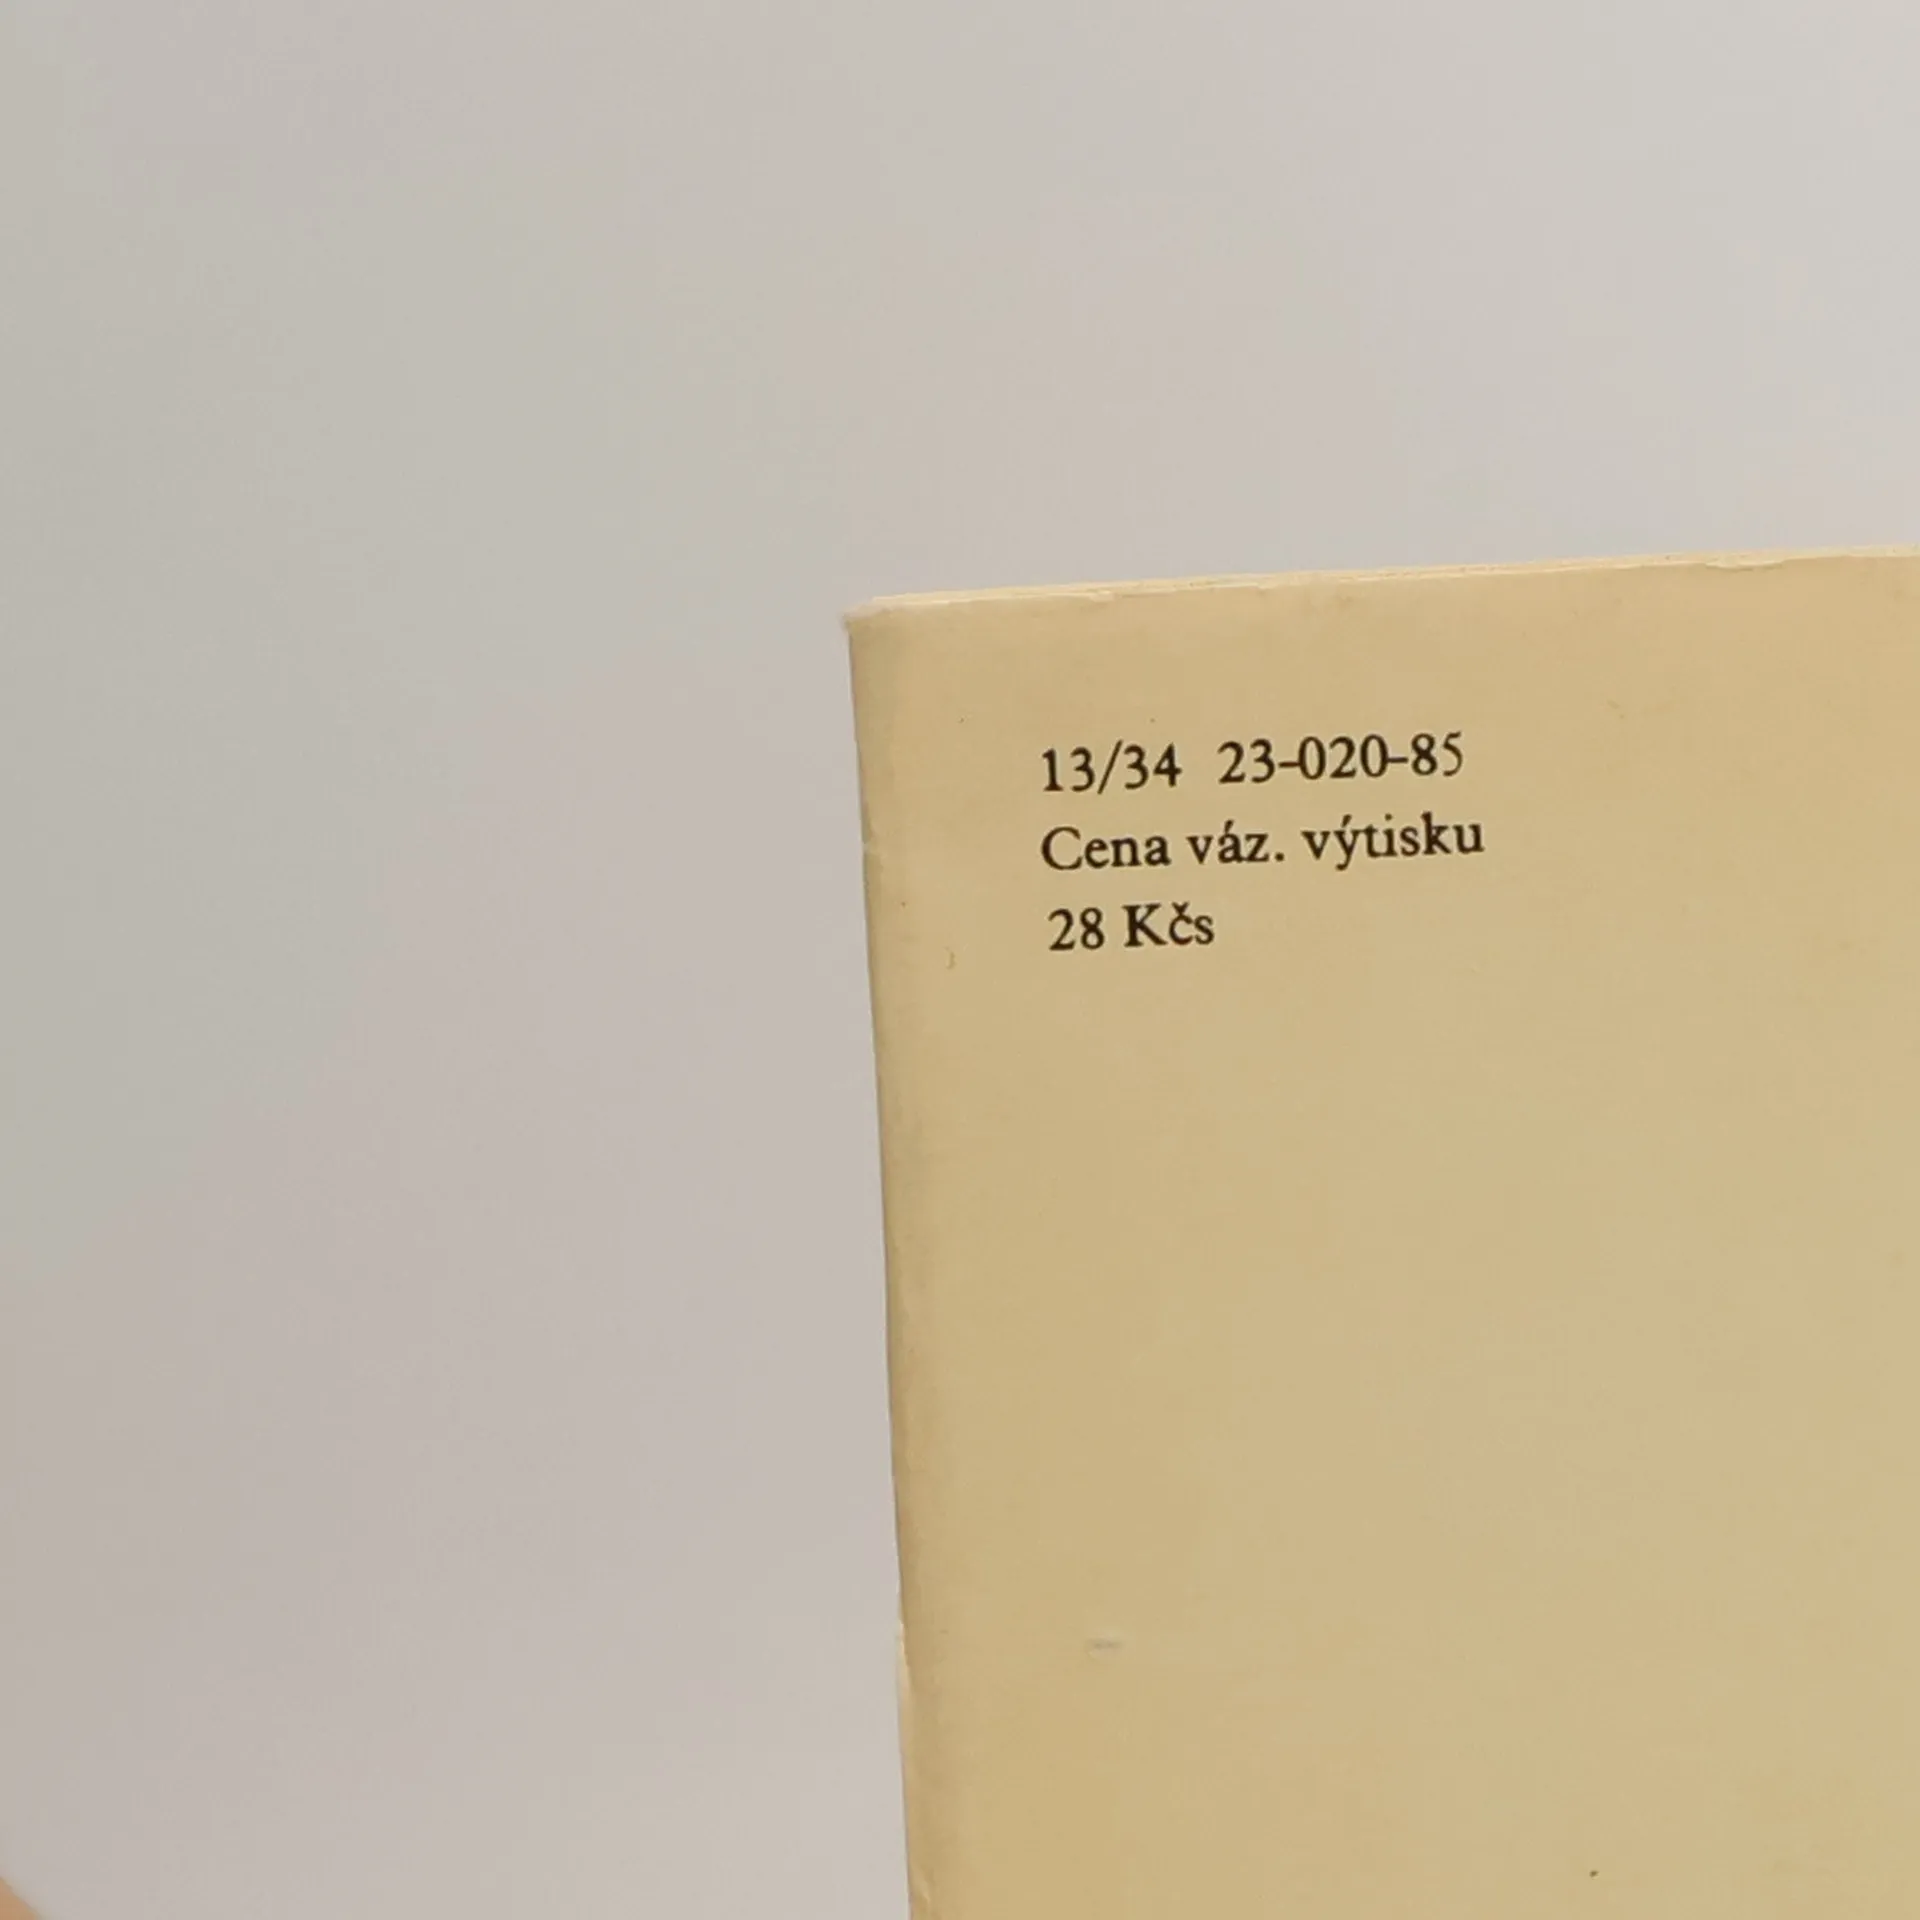 13/34 23-020-85
Cena váz. výtisku
28 Kčs